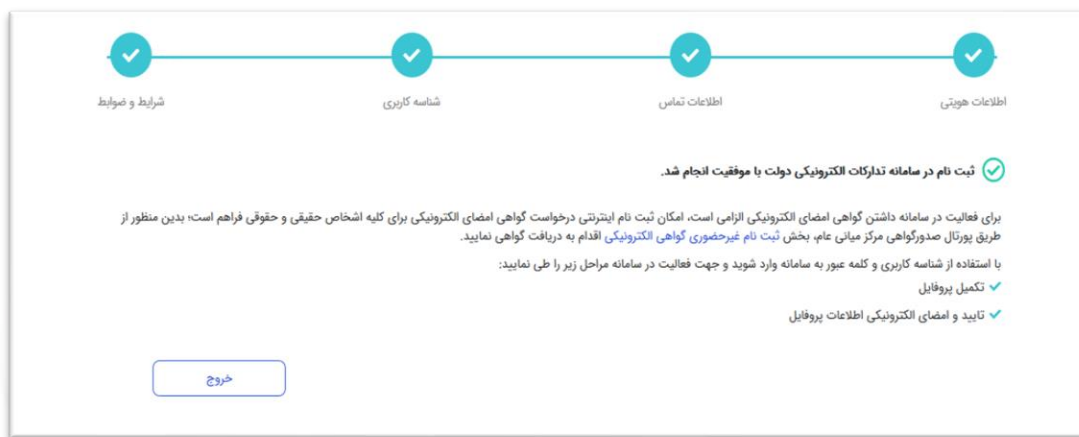 اطلاعات هویتی
اطلاعات تماس
شناسه کاربری
شرایط و ضوابط
ثبت نام در سامانه تدارکات الکترونیکی دولت با موفقیت انجام شد.
برای فعالیت در سامانه داشتن گواهی امضای الکترونیکی الزامی است، امکان ثبت نام اینترنتی درخواست گواهی امضای الکترونیکی برای کلیه اشخاص حقیقی و حقوقی فراهم است؛ بدین منظور از
طریق پورتال صدورگواهی مرکز میانی عام، بخش ثبت نام غیرحضوری گواهی الکترونیکی اقدام به دریافت گواهی نمایید.
با استفاده از شناسه کاربری و کلمه عبور به سامانه وارد شوید و جهت فعالیت در سامانه مراحل زیر را طی نمایید:
تکمیل پروفایل
تایید و امضای الکترونیکی اطلاعات پروفایل
خروج